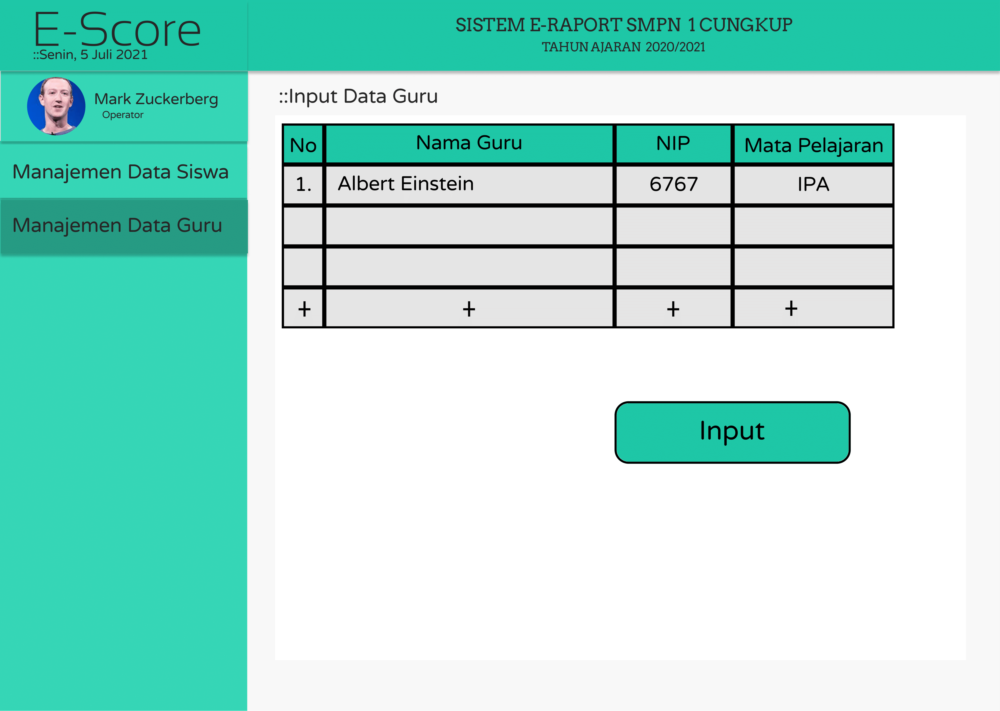 E-Score
::Senin, 5 Juli 2021
SISTEM E-RAPORT SMPN 1 CUNGKUP
TAHUN AJARAN 2020/2021
Mark Zuckerberg
Operator
Manajemen Data Siswa
Manajemen Data Guru
::Input Data Guru
No Nama Guru NIP Mata Pelajaran
1. Albert Einstein 6767 IPA
+ + + +
Input